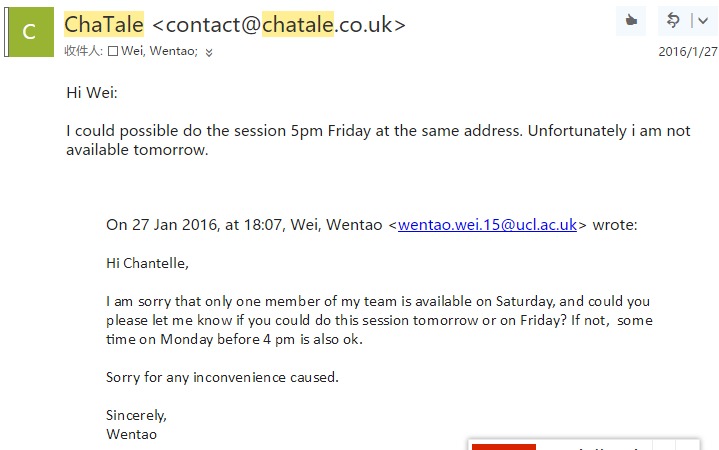 C
ChaTale <contact@chatale.co.uk>
收件人: Wei, Wentao;
2016/1/27
Hi Wei:
I could possible do the session 5pm Friday at the same address. Unfortunately i am not
available tomorrow.
On 27 Jan 2016, at 18:07, Wei, Wentao <wentao.wei.15@ucl.ac.uk> wrote:
Hi Chantelle,
I am sorry that only one member of my team is available on Saturday, and could you
please let me know if you could do this session tomorrow or on Friday? If not, some
time on Monday before 4 pm is also ok.
Sorry for any inconvenience caused.
Sincerely,
Wentao